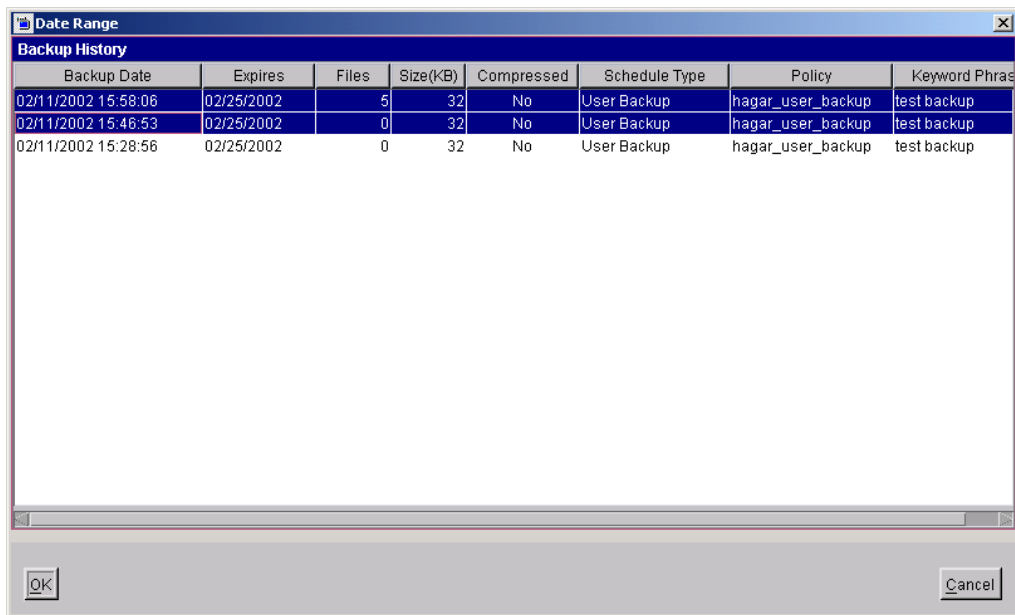 Date Range
Backup History
Backup Date Expires Files Size(KB) Compressed Schedule Type Policy Keyword Phras
02/11/2002 15:58:06 02/25/2002 5 32 No User Backup hagar_user_backup test backup
02/11/2002 15:46:53 02/25/2002 0 32 No User Backup hagar_user_backup test backup
02/11/2002 15:28:56 02/25/2002 0 32 No User Backup hagar_user_backup test backup
OK Cancel